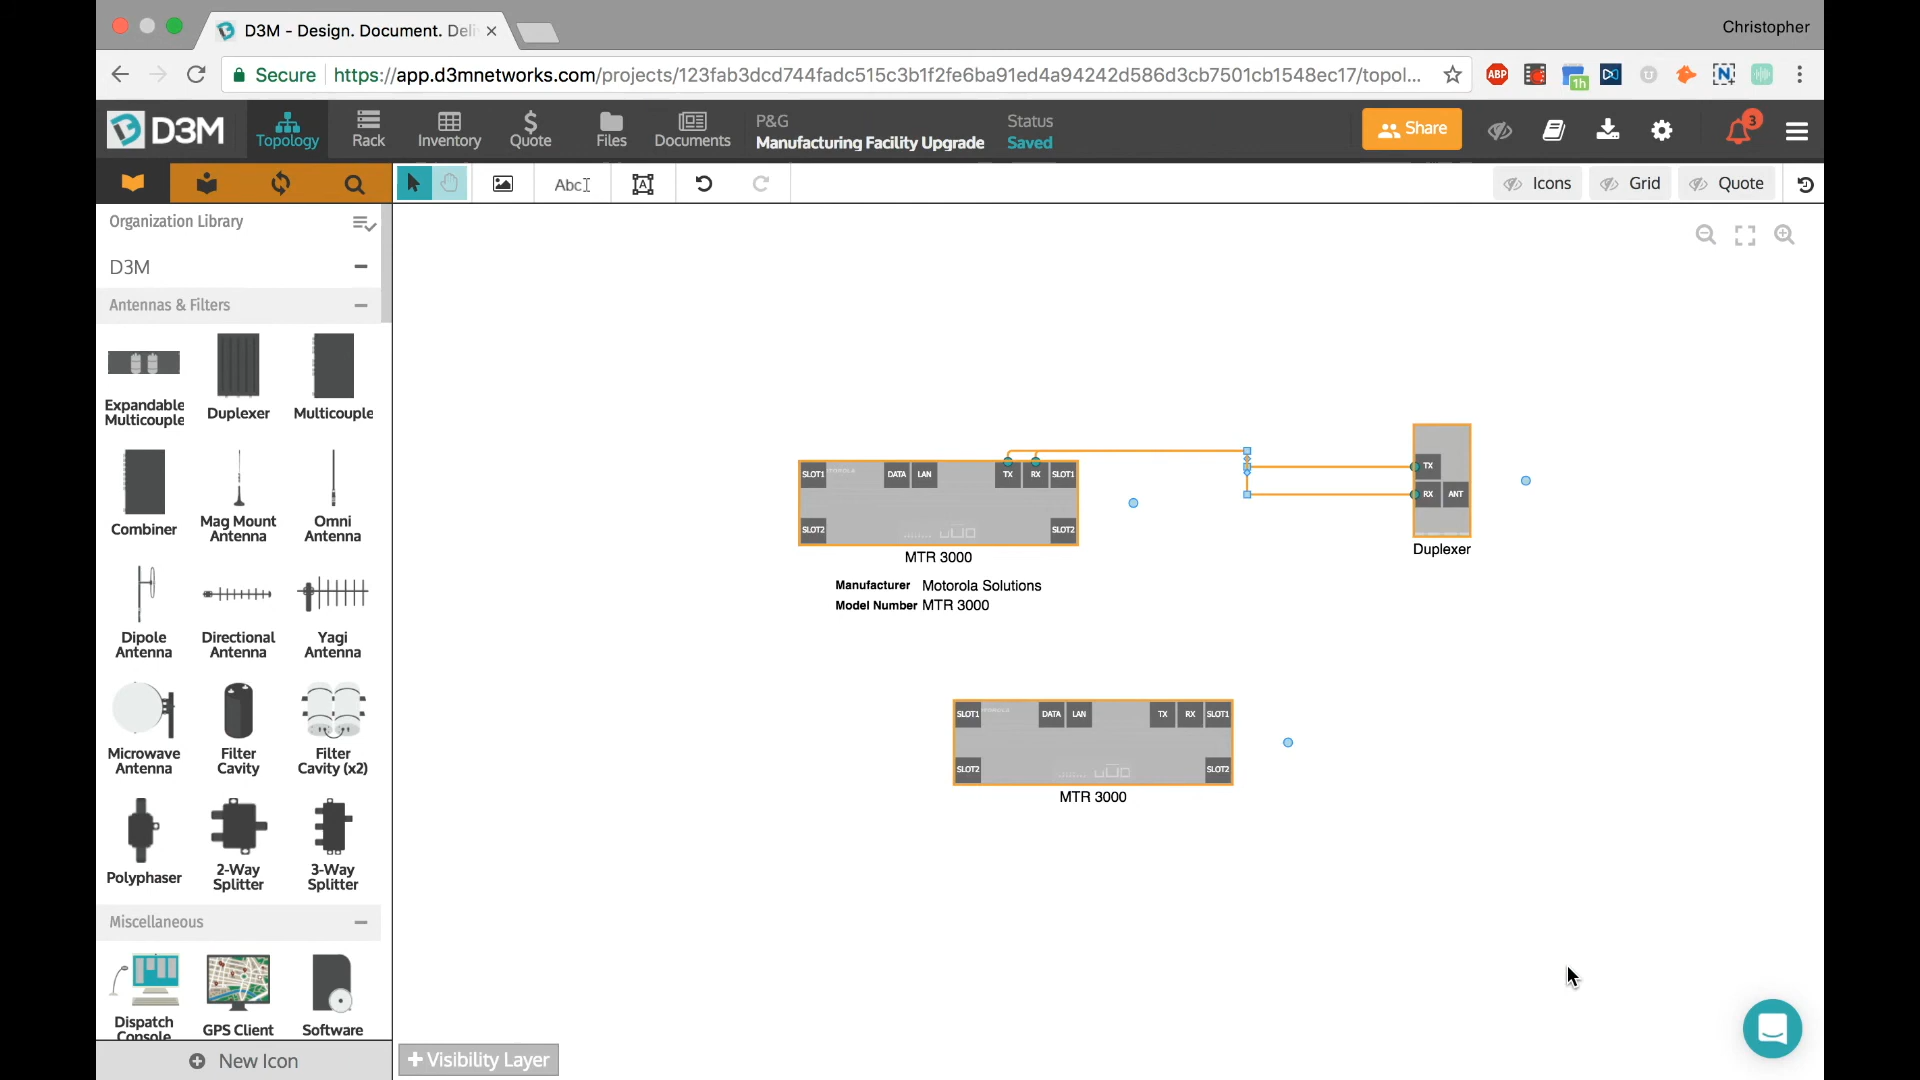 D3M - Design. Document. Deli
Christopher
Secure
https://app.d3mnetworks.com/projects/123fab3dcd744fadc515c3b1f2fe6ba91ed4a94242d586d3cb7501cb1548ec17/topol...
ABP
1h
D3M
Topology
Rack
Inventory
Quote
Files
Documents
P&G
Manufacturing Facility Upgrade
Status
Saved
Share
3
Abc
Icons
Grid
Quote
Organization Library
D3M
Antennas & Filters
Expandable Multicouple
Duplexer
Multicouple
Combiner
Mag Mount Antenna
Omni Antenna
Dipole Antenna
Directional Antenna
Yagi Antenna
Microwave Antenna
Filter Cavity
Filter Cavity (x2)
Polyphaser
2-Way Splitter
3-Way Splitter
Miscellaneous
Dispatch Console
GPS Client
Software
New Icon
SLOT1
DATA
LAN
TX
RX
SLOT1
SLOT2
SLOT2
MTR 3000
Manufacturer Motorola Solutions
Model Number MTR 3000
TX
RX
ANT
Duplexer
SLOT1
DATA
LAN
TX
RX
SLOT1
SLOT2
SLOT2
MTR 3000
+ Visibility Layer